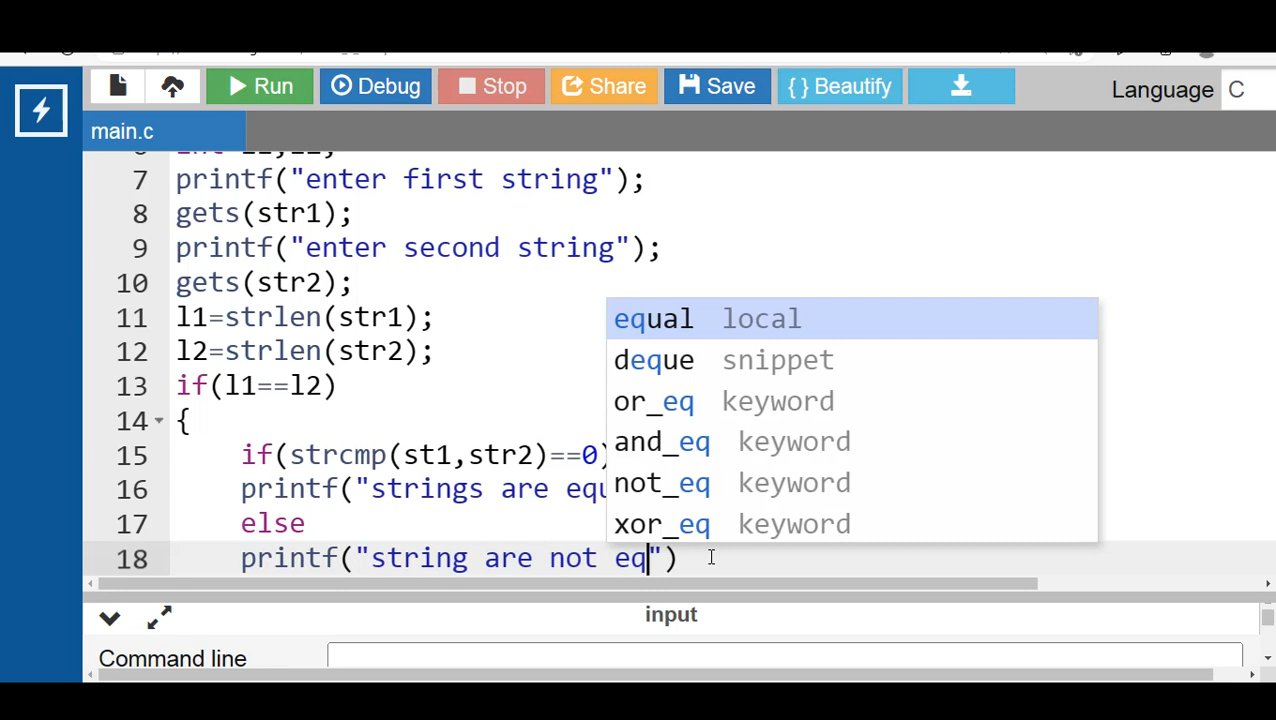 Run Debug Stop Share Save { } Beautify Language C
main.c
7 printf("enter first string");
8 gets(str1);
9 printf("enter second string");
10 gets(str2);
11 l1=strlen(str1);
12 l2=strlen(str2);
13 if(l1==l2)
14 {
15 if(strcmp(st1,str2)==0)
16 printf("strings are equ
17 else
18 printf("string are not eq")
equal local
deque snippet
or_eq keyword
and_eq keyword
not_eq keyword
xor_eq keyword
input
Command line